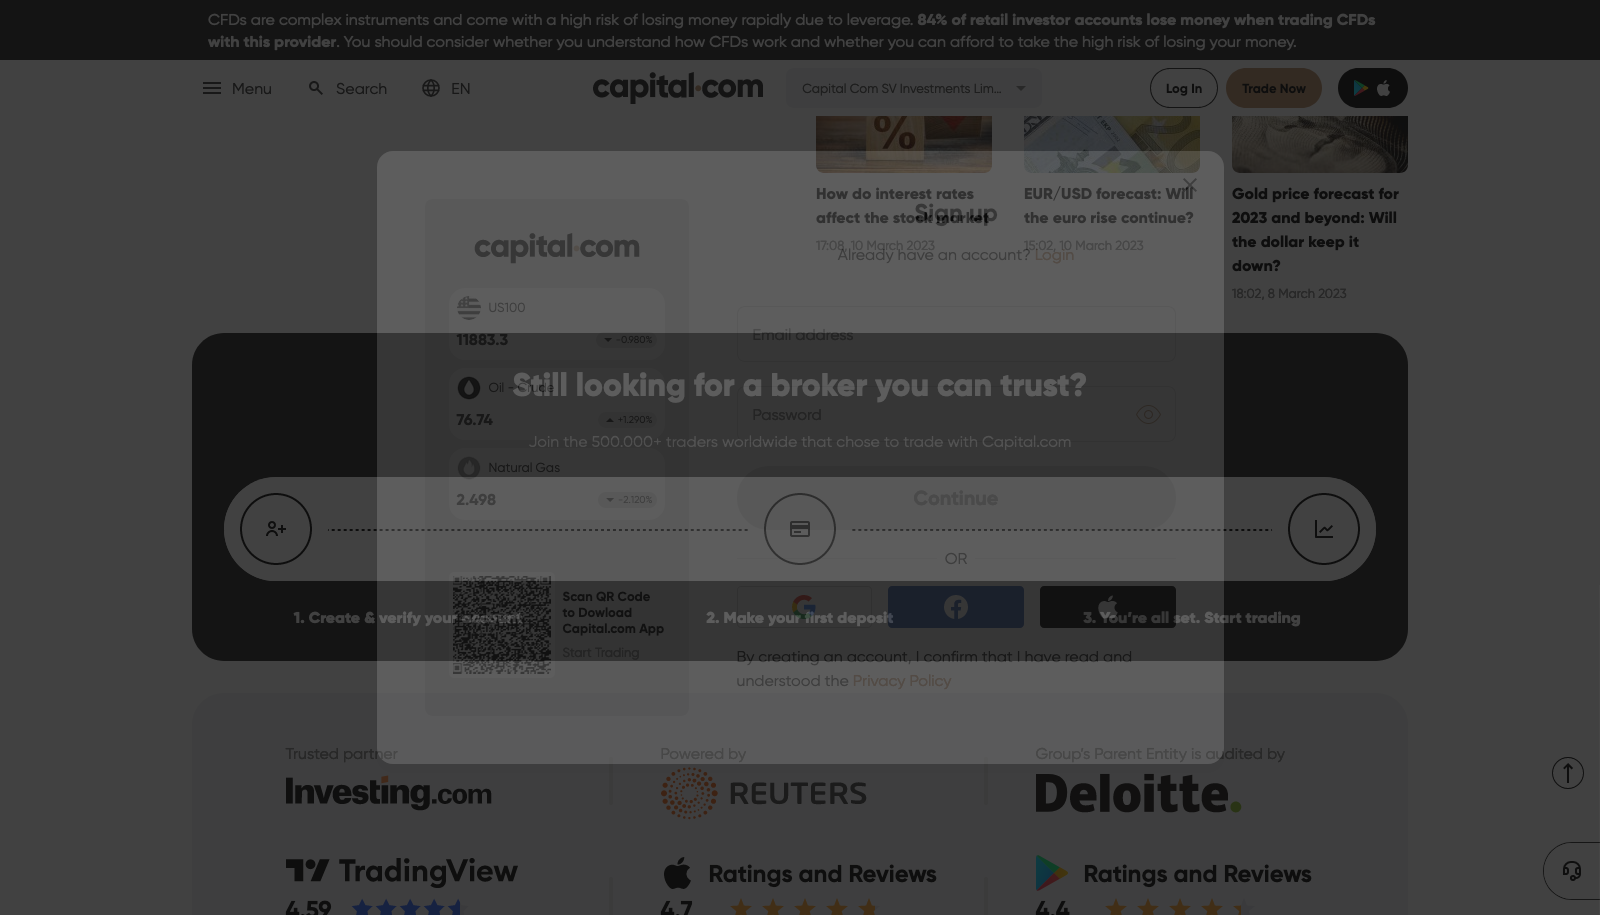 CFDs are complex instruments and come with a high risk of losing money rapidly due to leverage. 84% of retail investor accounts lose money when trading CFDs
with this provider. You should consider whether you understand how CFDs work and whether you can afford to take the high risk of losing your money.
Menu
Search
EN
capital.com
Capital Com SV Investments Lim...
Log In
Trade Now
%
How do interest rates
affect the stock market
17:08, 10 March 2023
EUR/USD forecast: Will
the euro rise continue?
15:02, 10 March 2023
Gold price forecast for
2023 and beyond: Will
the dollar keep it
down?
18:02, 8 March 2023
Sign up
Already have an account? Login
capital.com
US100
11883.3
-0.980%
Oil - Crude
76.74
+1.290%
Natural Gas
2.498
-2.120%
Scan QR Code
to Dowload
Capital.com App
Start Trading
Email address
Password
Continue
OR
By creating an account, I confirm that I have read and
understood the Privacy Policy
Still looking for a broker you can trust?
Join the 500.000+ traders worldwide that chose to trade with Capital.com
1. Create & verify your account
2. Make your first deposit
3. You're all set. Start trading
Trusted partner
Investing.com
Powered by
REUTERS
Group's Parent Entity is audited by
Deloitte.
TradingView
4.59
Ratings and Reviews
4.7
Ratings and Reviews
4.4